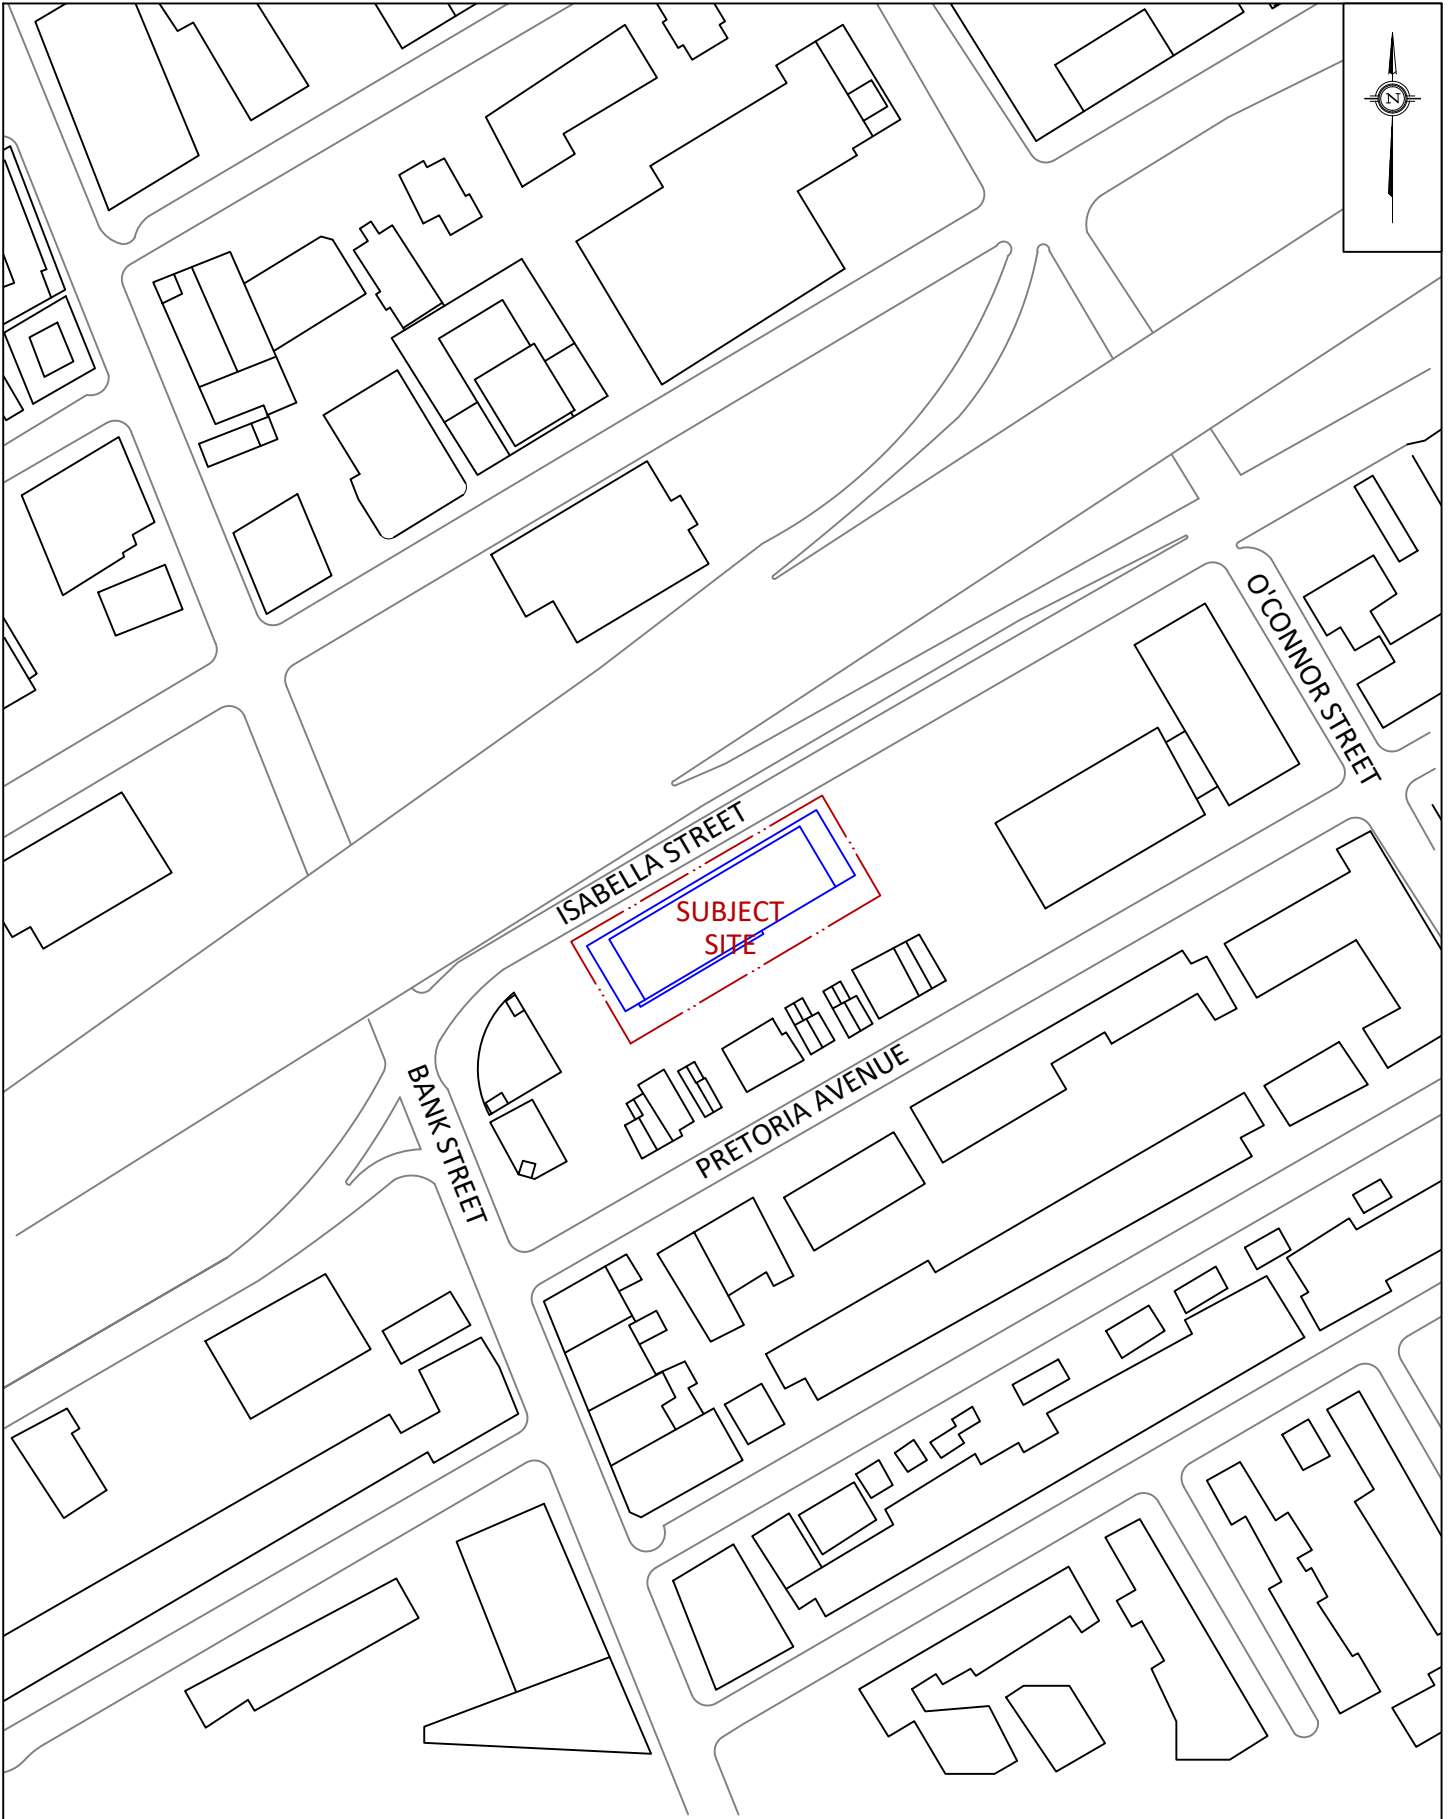 N
O'CONNOR STREET
ISABELLA STREET
SUBJECT
SITE
BANK STREET
PRETORIA AVENUE